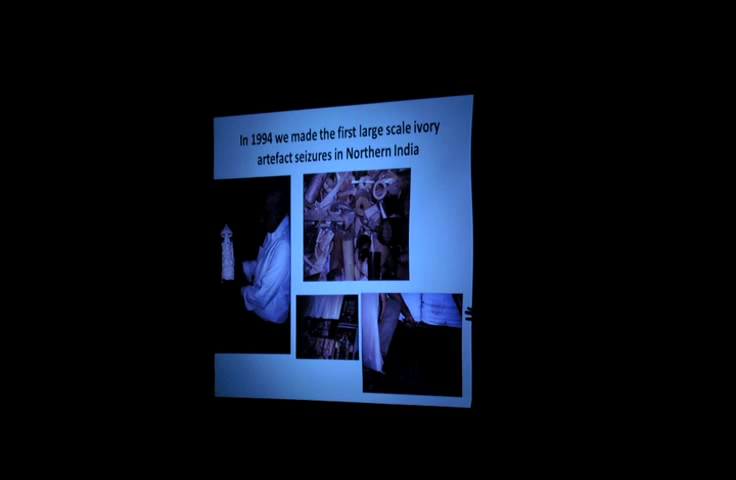 In 1994 we made the first large scale ivory
artefact seizures in Northern India